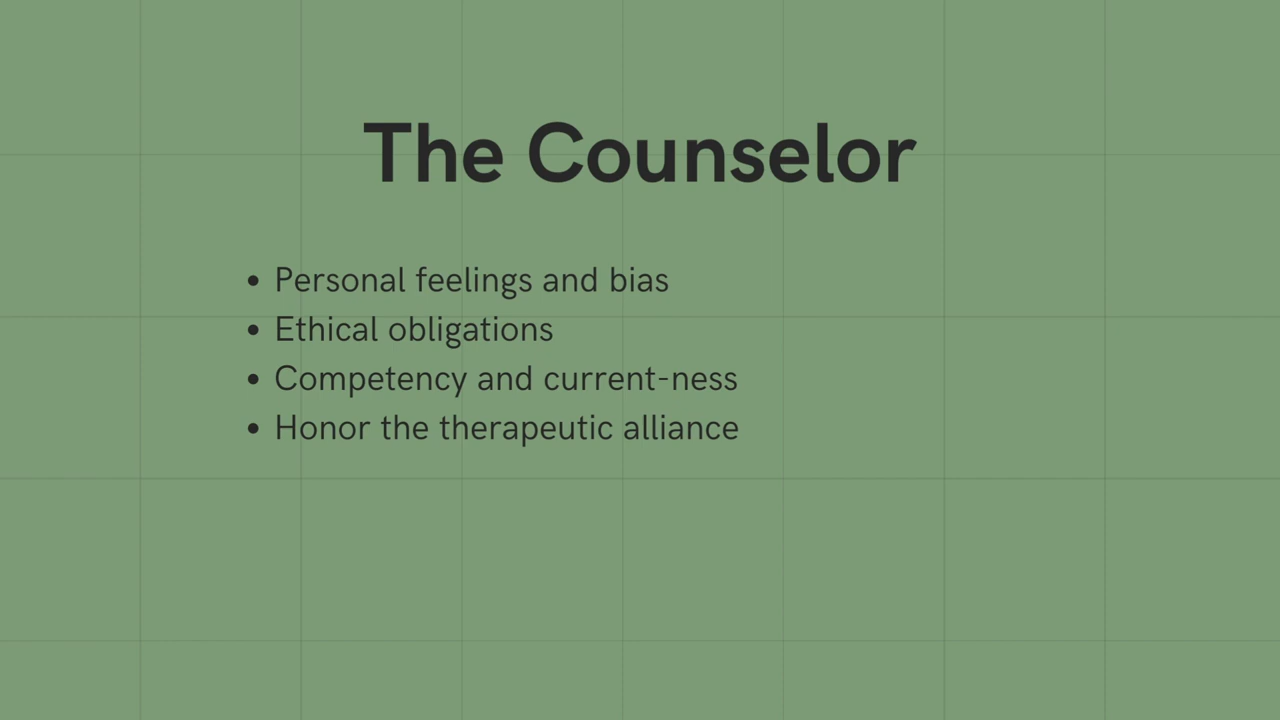 The Counselor
• Personal feelings and bias
• Ethical obligations
• Competency and current-ness
• Honor the therapeutic alliance